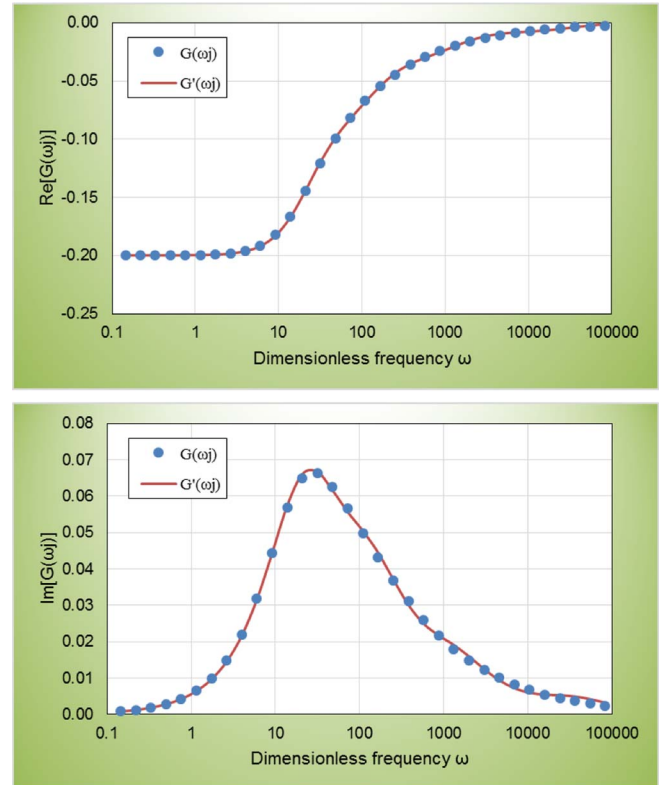 0.00
-0.05
-0.10
-0.15
-0.20
-0.25
Re[G(ωj)]
G(ωj)
G'(ωj)
0.1 1 10 100 1000 10000 100000
Dimensionless frequency ω
0.08
0.07
0.06
0.05
0.04
0.03
0.02
0.01
0.00
Im[G(ωj)]
G(ωj)
G'(ωj)
0.1 1 10 100 1000 10000 100000
Dimensionless frequency ω